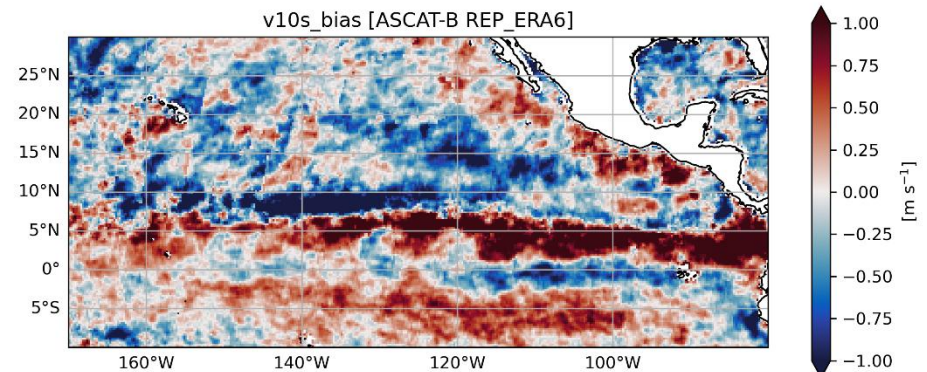 v10s_bias [ASCAT-B REP_ERA6]
25°N
20°N
15°N
10°N
5°N
0°
5°S
160°W
140°W
120°W
100°W
1.00
0.75
0.50
0.25
0.00
−0.25
−0.50
−0.75
−1.00
[m s⁻¹]